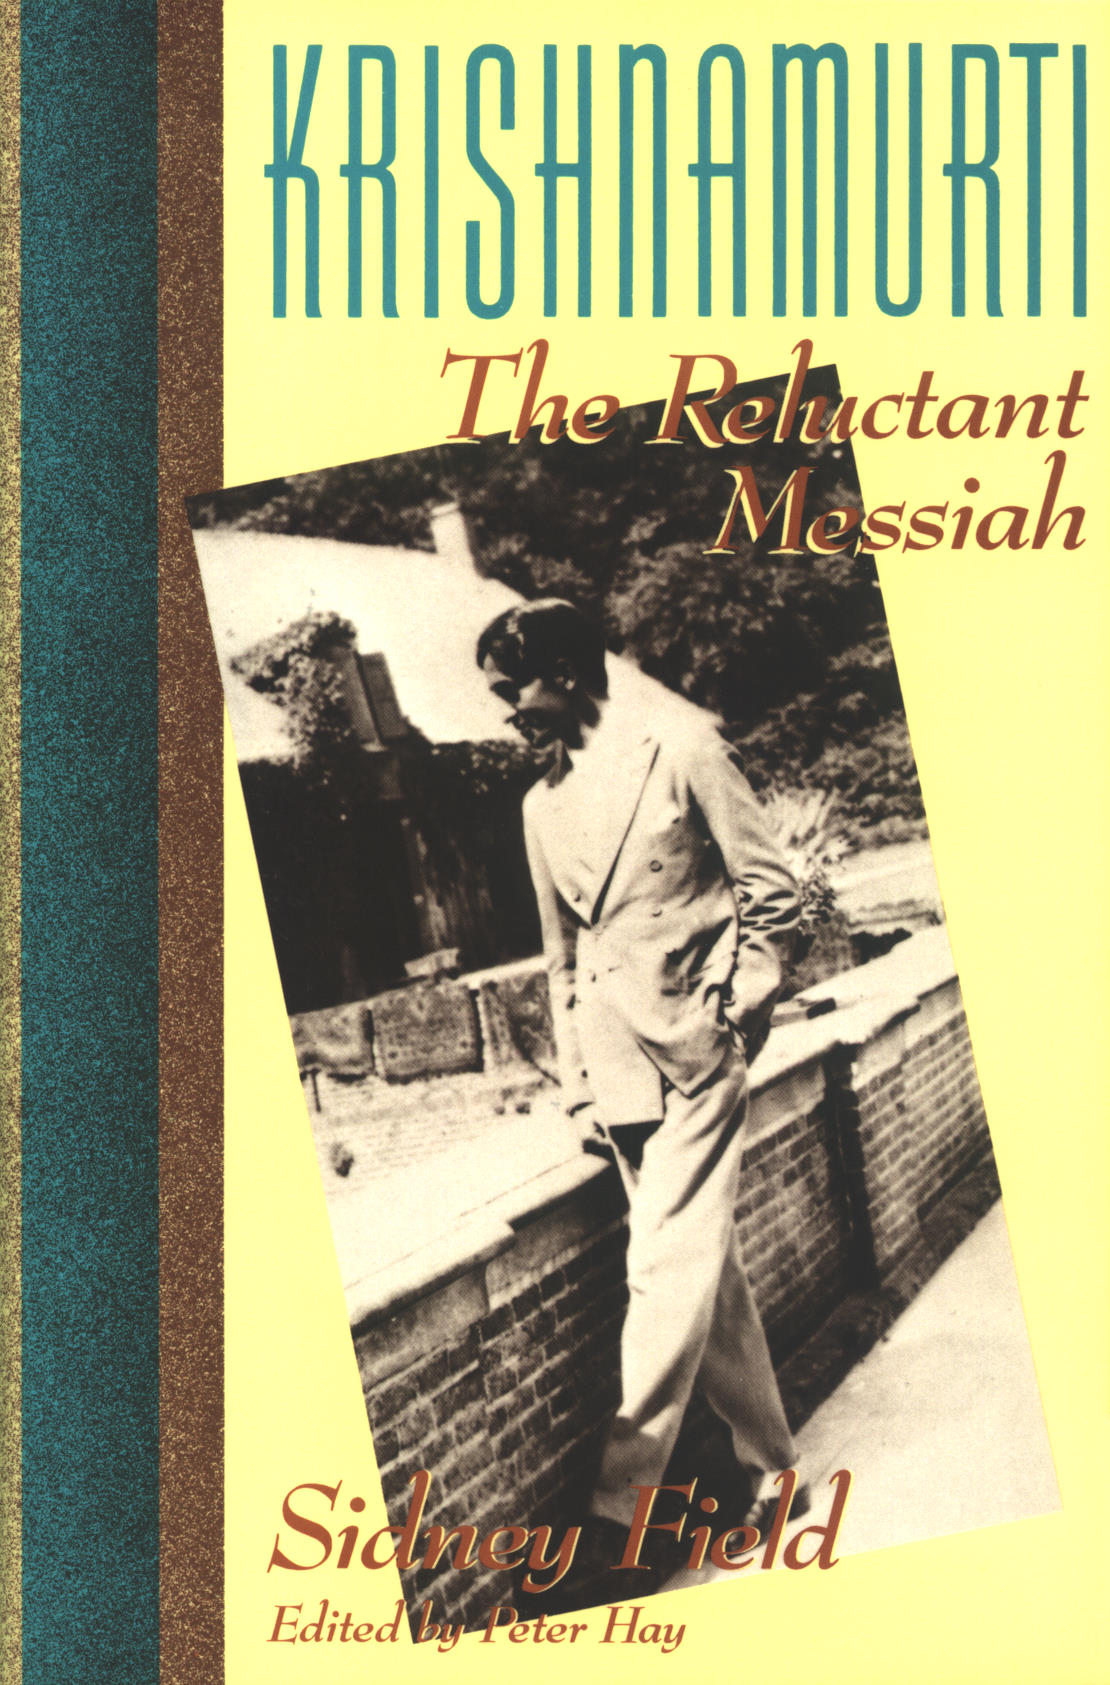 KRISHNAMURTI
The Reluctant
Messiah
Sidney Field
Edited by Peter Hay